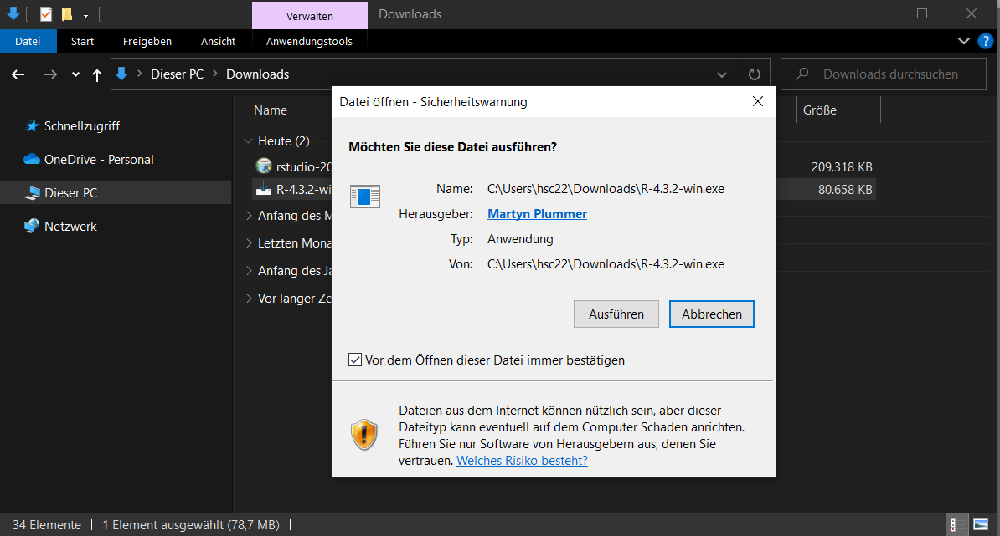 Verwalten
Downloads
Datei
Start
Freigeben
Ansicht
Anwendungstools
Dieser PC
Downloads
Downloads durchsuchen
Schnellzugriff
OneDrive - Personal
Dieser PC
Netzwerk
Name
Größe
Heute (2)
rstudio-20
209.318 KB
R-4.3.2-wi
80.658 KB
Anfang des M
Letzten Mona
Anfang des Ja
Vor langer Ze
Datei öffnen - Sicherheitswarnung
Möchten Sie diese Datei ausführen?
Name: C:\Users\hsc22\Downloads\R-4.3.2-win.exe
Herausgeber: Martyn Plummer
Typ: Anwendung
Von: C:\Users\hsc22\Downloads\R-4.3.2-win.exe
Ausführen
Abbrechen
Vor dem Öffnen dieser Datei immer bestätigen
Dateien aus dem Internet können nützlich sein, aber dieser
Dateityp kann eventuell auf dem Computer Schaden anrichten.
Führen Sie nur Software von Herausgebern aus, denen Sie
vertrauen. Welches Risiko besteht?
34 Elemente
1 Element ausgewählt (78,7 MB)